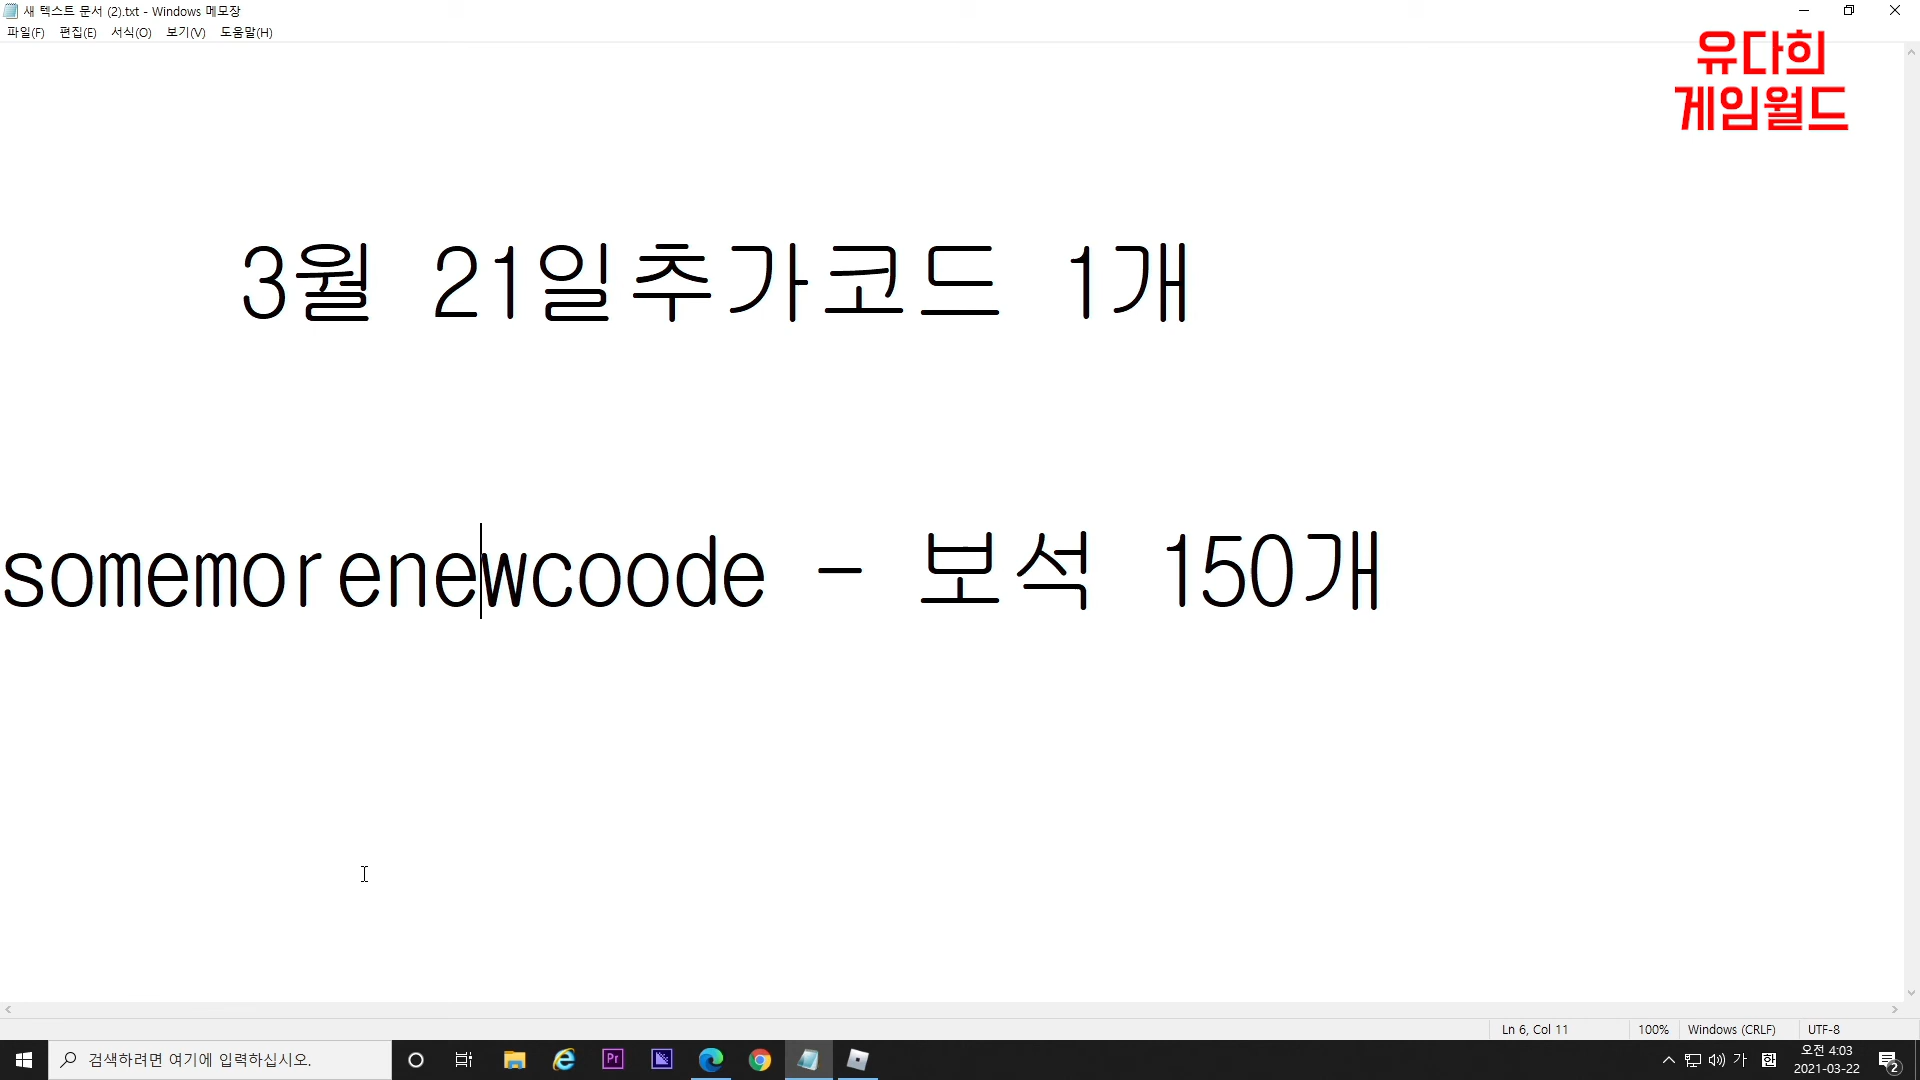 새 텍스트 문서 (2).txt - Windows 메모장
파일(F) 편집(E) 서식(O) 보기(V) 도움말(H)
유다희
게임월드
3월 21일추가코드 1개
somemorenewcoode - 보석 150개
Ln 6, Col 11 100% Windows (CRLF) UTF-8
검색하려면 여기에 입력하십시오.
Pr
가
한
오전 4:03
2021-03-22
2